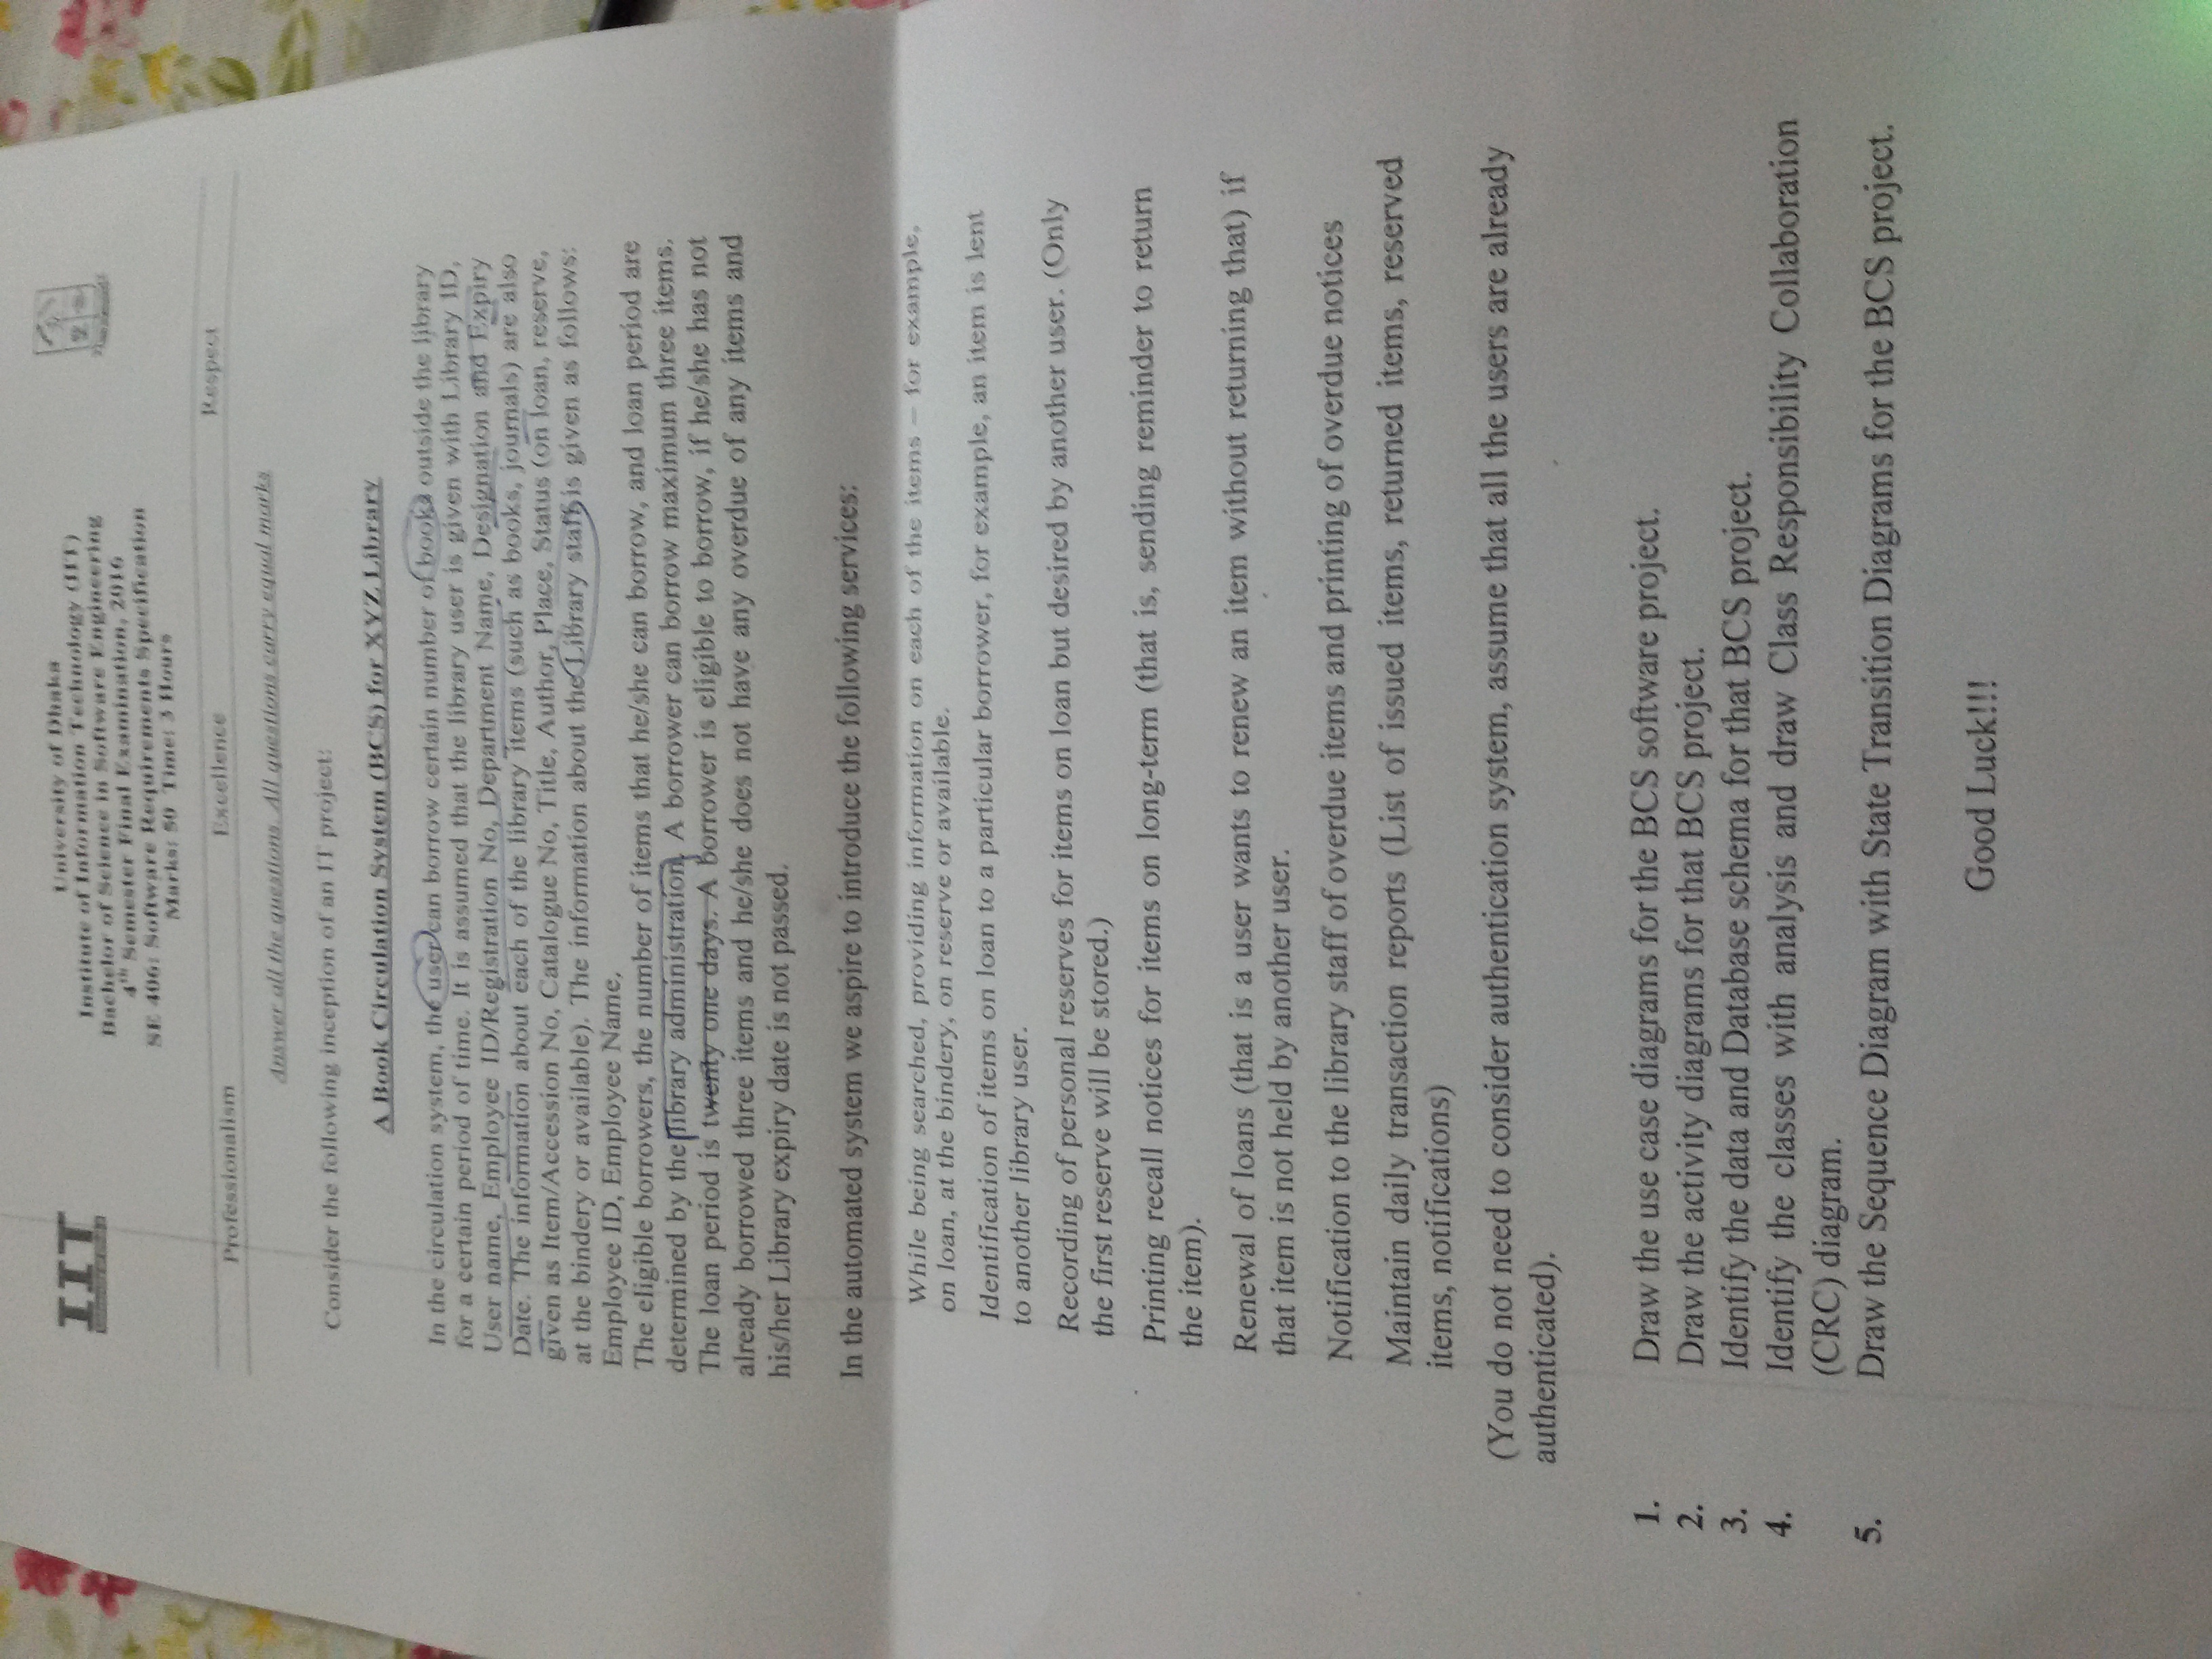 IIT
University of Dhaka
Institute of Information Technology (IIT)
Bachelor of Science in Software Engineering
4th Semester Final Examination, 2016
SE 406: Software Requirements Specification
Marks: 50 Time: 3 Hours
Professionalism Excellence Respect
Answer all the questions. All questions carry equal marks
Consider the following inception of an IT project:
A Book Circulation System (BCS) for XYZ Library
In the circulation system, the user can borrow certain number of books outside the library
for a certain period of time. It is assumed that the library user is given with Library ID,
User name, Employee ID/Registration No, Department Name, Designation and Expiry
Date. The information about each of the library items (such as books, journals) are also
given as Item/Accession No, Catalogue No, Title, Author, Place, Status (on loan, reserve,
at the bindery or available). The information about the Library staff is given as follows:
Employee ID, Employee Name,
The eligible borrowers, the number of items that he/she can borrow, and loan period are
determined by the library administration. A borrower can borrow maximum three items.
The loan period is twenty one days. A borrower is eligible to borrow, if he/she has not
already borrowed three items and he/she does not have any overdue of any items and
his/her Library expiry date is not passed.
In the automated system we aspire to introduce the following services:
While being searched, providing information on each of the items – for example,
on loan, at the bindery, on reserve or available.
Identification of items on loan to a particular borrower, for example, an item is lent
to another library user.
Recording of personal reserves for items on loan but desired by another user. (Only
the first reserve will be stored.)
Printing recall notices for items on long-term (that is, sending reminder to return
the item).
Renewal of loans (that is a user wants to renew an item without returning that) if
that item is not held by another user.
Notification to the library staff of overdue items and printing of overdue notices
Maintain daily transaction reports (List of issued items, returned items, reserved
items, notifications)
(You do not need to consider authentication system, assume that all the users are already
authenticated).
1. Draw the use case diagrams for the BCS software project.
2. Draw the activity diagrams for that BCS project.
3. Identify the data and Database schema for that BCS project.
4. Identify the classes with analysis and draw Class Responsibility Collaboration
(CRC) diagram.
5. Draw the Sequence Diagram with State Transition Diagrams for the BCS project.
Good Luck!!!